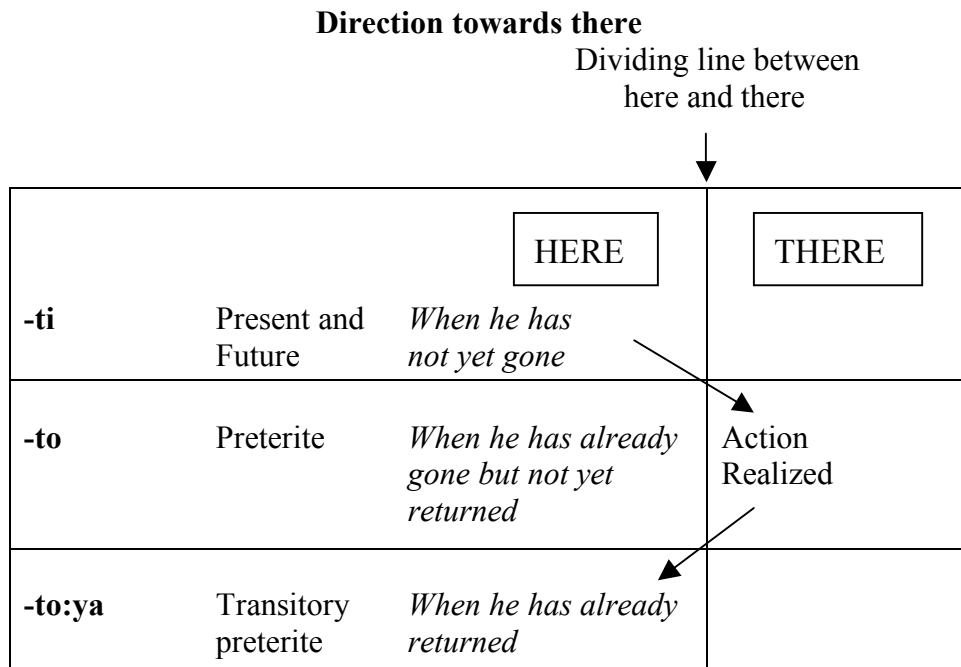 Direction towards there
Dividing line between
here and there
HERE THERE
-ti Present and When he has
Future not yet gone
-to Preterite When he has already Action
gone but not yet Realized
returned
-to:ya Transitory When he has already
preterite returned